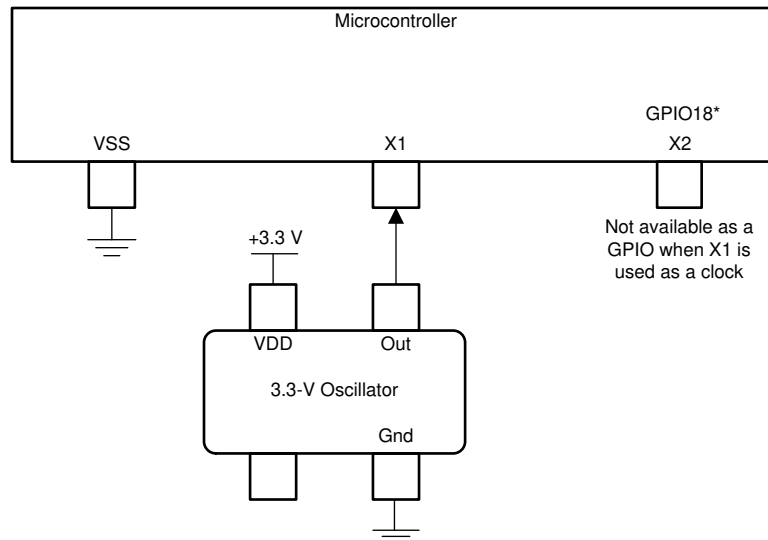 Microcontroller
GPIO18*
VSS
X1
X2
+3.3 V
Not available as a
GPIO when X1 is
used as a clock
VDD
Out
3.3-V Oscillator
Gnd